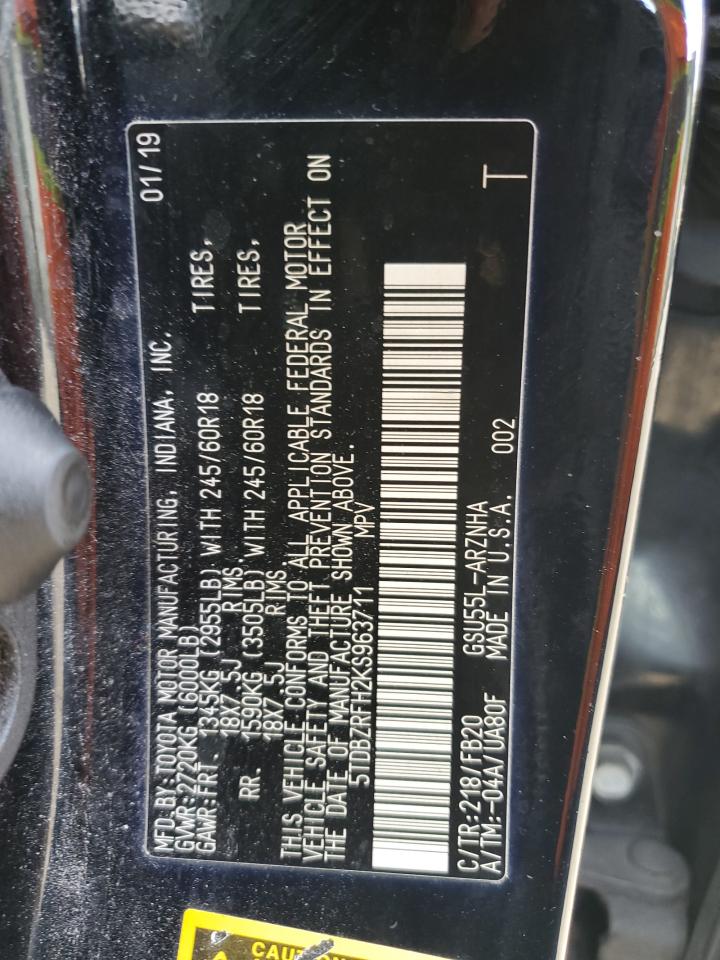 MFD.BY:TOYOTA MOTOR MANUFACTURING, INDIANA, INC. 01/19
GVWR:2720KG (6000LB)
GAWR:FRT. 1345KG (2955LB) WITH 245/60R18 TIRES,
18X7.5J RIMS.
RR. 1590KG (3505LB) WITH 245/60R18 TIRES,
18X7.5J RIMS.
THIS VEHICLE CONFORMS TO ALL APPLICABLE FEDERAL MOTOR
VEHICLE SAFETY AND THEFT PREVENTION STANDARDS IN EFFECT ON
THE DATE OF MANUFACTURE SHOWN ABOVE.
5TDBZRFH2KS963711 MPV
C/TR:218/FB20 GSU55L-ARZNHA
A/TM:-04A/UA80F MADE IN U.S.A. 002 T
CAUTION